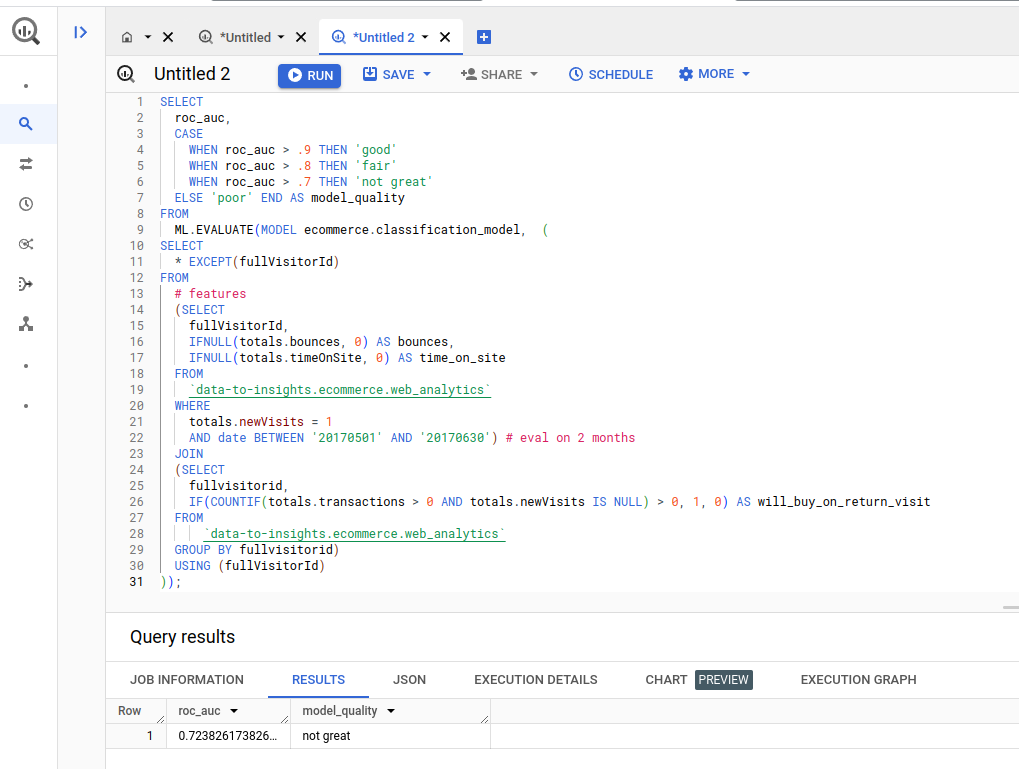 *Untitled
*Untitled 2
Untitled 2
RUN
SAVE
SHARE
SCHEDULE
MORE
1 SELECT
2 roc_auc,
3 CASE
4 WHEN roc_auc > .9 THEN 'good'
5 WHEN roc_auc > .8 THEN 'fair'
6 WHEN roc_auc > .7 THEN 'not great'
7 ELSE 'poor' END AS model_quality
8 FROM
9 ML.EVALUATE(MODEL ecommerce.classification_model, (
10 SELECT
11 * EXCEPT(fullVisitorId)
12 FROM
13 # features
14 (SELECT
15 fullVisitorId,
16 IFNULL(totals.bounces, 0) AS bounces,
17 IFNULL(totals.timeOnSite, 0) AS time_on_site
18 FROM
19 `data-to-insights.ecommerce.web_analytics`
20 WHERE
21 totals.newVisits = 1
22 AND date BETWEEN '20170501' AND '20170630') # eval on 2 months
23 JOIN
24 (SELECT
25 fullvisitorid,
26 IF(COUNTIF(totals.transactions > 0 AND totals.newVisits IS NULL) > 0, 1, 0) AS will_buy_on_return_visit
27 FROM
28 `data-to-insights.ecommerce.web_analytics`
29 GROUP BY fullvisitorid)
30 USING (fullVisitorId)
31 ));
Query results
JOB INFORMATION
RESULTS
JSON
EXECUTION DETAILS
CHART PREVIEW
EXECUTION GRAPH
Row roc_auc model_quality
1 0.723826173826... not great